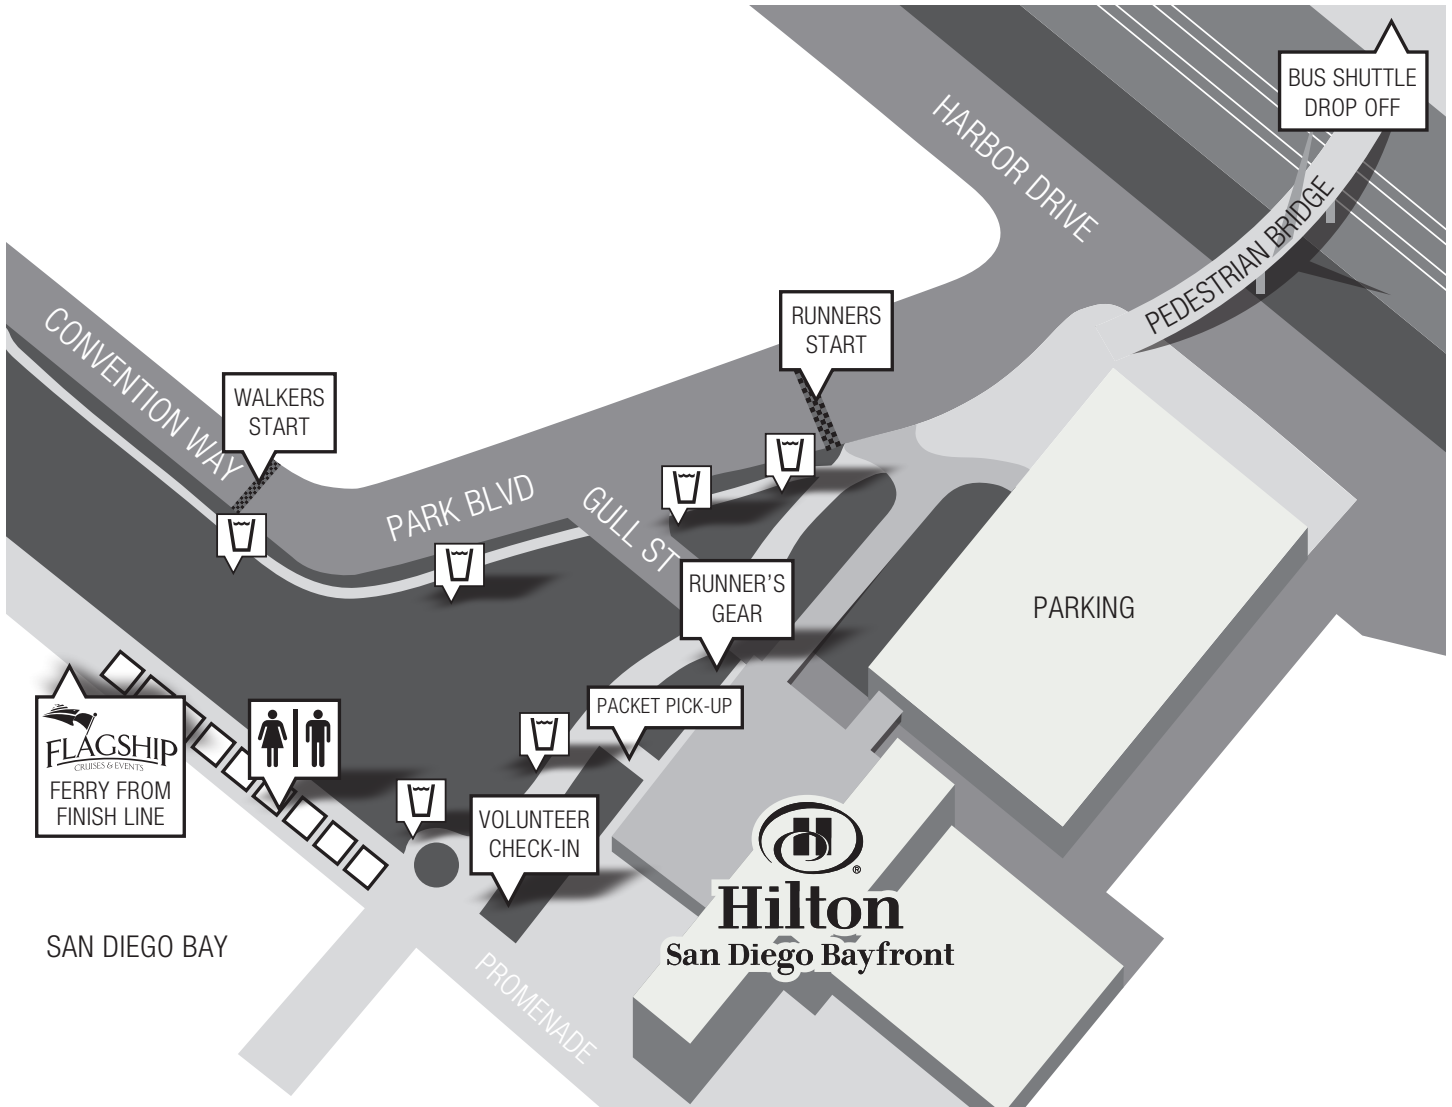 BUS SHUTTLE
DROP OFF
HARBOR DRIVE
PEDESTRIAN BRIDGE
RUNNERS
START
CONVENTION WAY
WALKERS
START
PARK BLVD
GULL ST
RUNNER'S
GEAR
PARKING
PACKET PICK-UP
FLAGSHIP
CRUISES & EVENTS
FERRY FROM
FINISH LINE
VOLUNTEER
CHECK-IN
H
®
Hilton
San Diego Bayfront
SAN DIEGO BAY
PROMENADE